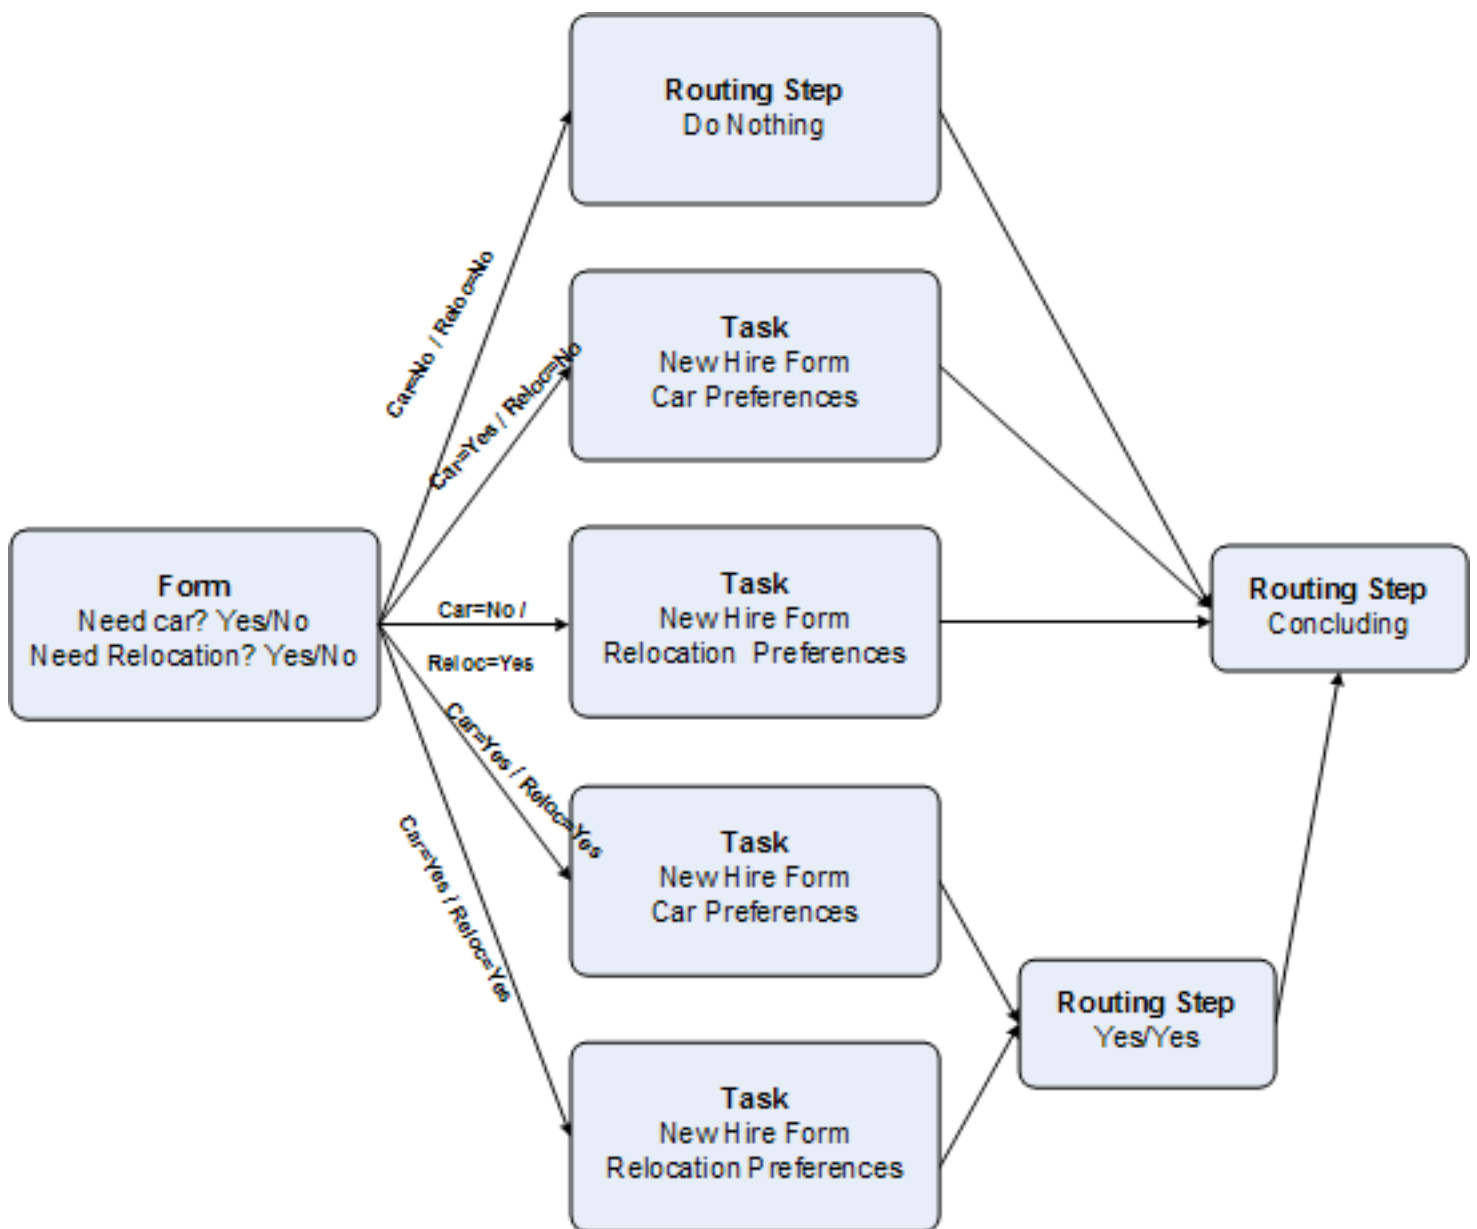 Routing Step
Do Nothing
Car=No / Reloc=No
Task
New Hire Form
Car Preferences
Car=Yes / Reloc=No
Form
Need car? Yes/No
Need Relocation? Yes/No
Car=No /
Reloc=Yes
Task
New Hire Form
Relocation Preferences
Routing Step
Concluding
Car=Yes / Reloc=Yes
Task
New Hire Form
Car Preferences
Car=Yes / Reloc=Yes
Routing Step
Yes/Yes
Task
New Hire Form
Relocation Preferences